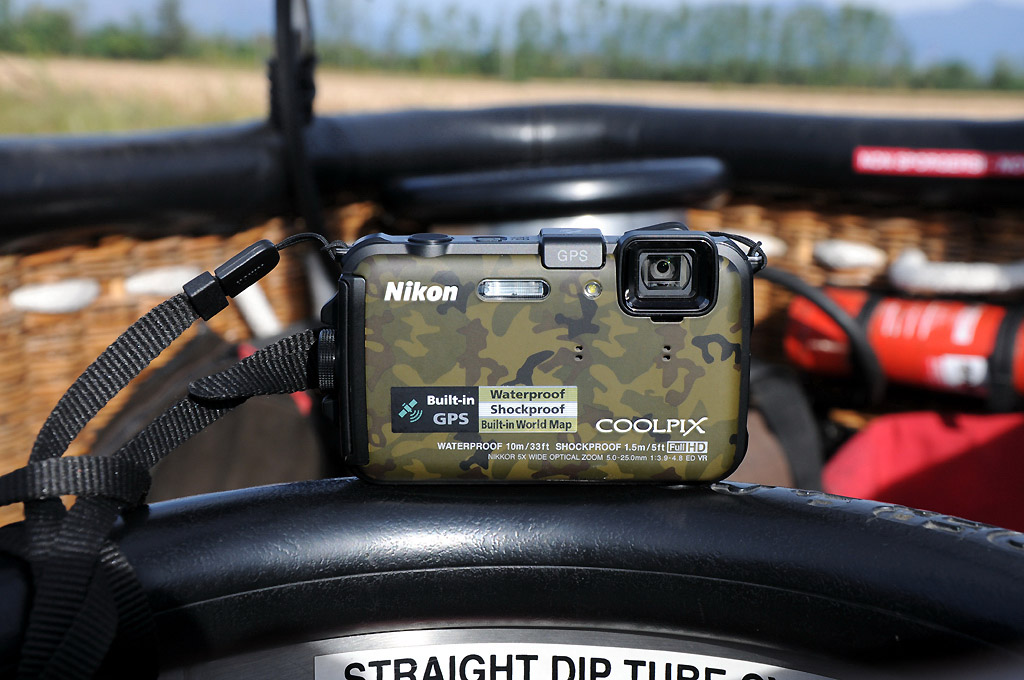 GPS
Nikon
Built-in
GPS
Waterproof
Shockproof
Built-in World Map
COOLPIX
WATERPROOF 10m/33ft SHOCKPROOF 1.5m/5ft Full HD
NIKKOR 5X WIDE OPTICAL ZOOM 5.0-25.0mm 1:3.9-4.8 ED VR
STRAIGHT DIP TUBE